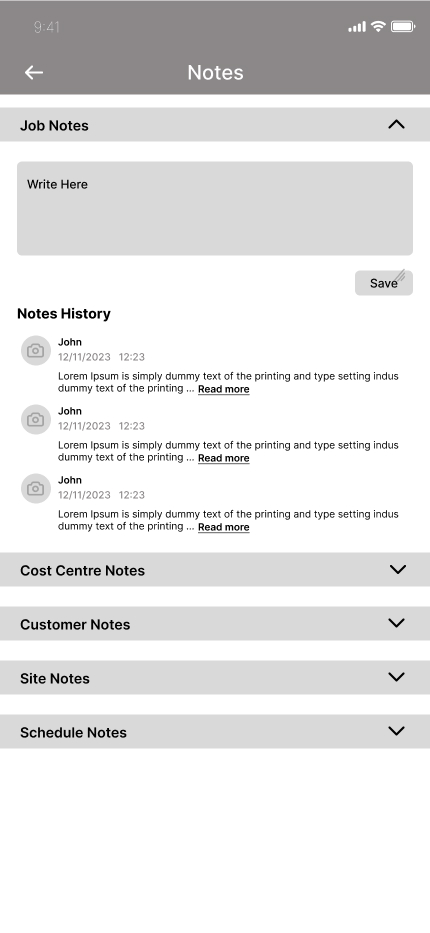 9:41
Notes
Job Notes
Write Here
Save
Notes History
John
12/11/2023 12:23
Lorem Ipsum is simply dummy text of the printing and type setting indus
dummy text of the printing ... Read more
John
12/11/2023 12:23
Lorem Ipsum is simply dummy text of the printing and type setting indus
dummy text of the printing ... Read more
John
12/11/2023 12:23
Lorem Ipsum is simply dummy text of the printing and type setting indus
dummy text of the printing ... Read more
Cost Centre Notes
Customer Notes
Site Notes
Schedule Notes